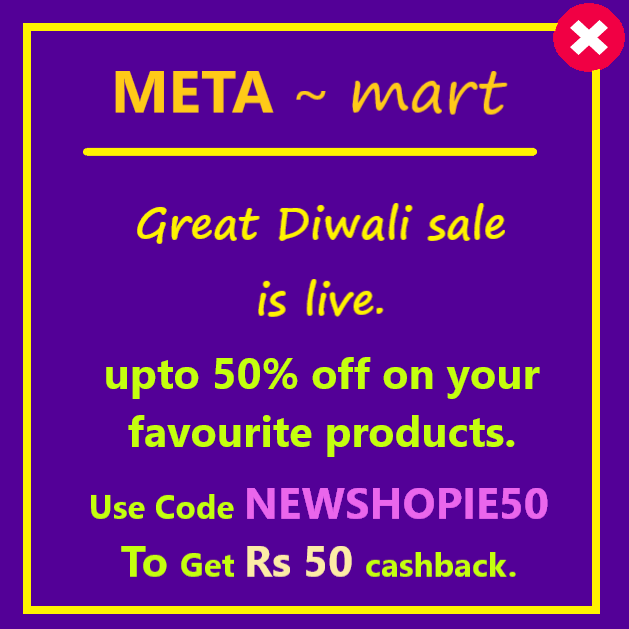 META ~ mart
Great Diwali sale
is live.
upto 50% off on your
favourite products.
Use Code NEWSHOPIE50
To Get Rs 50 cashback.